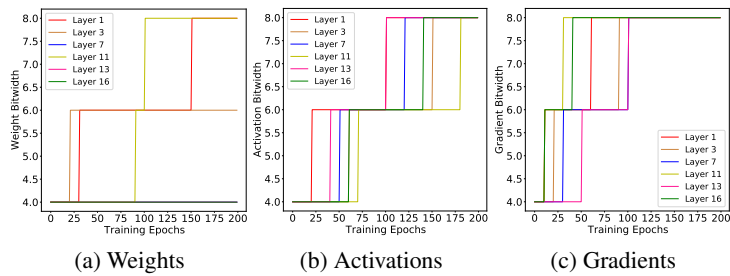 8.0
7.5
7.0
6.5
6.0
5.5
5.0
4.5
4.0
Weight Bitwidth
Layer 1
Layer 3
Layer 7
Layer 11
Layer 13
Layer 16
0 25 50 75 100 125 150 175 200
Training Epochs
(a) Weights
8.0
7.5
7.0
6.5
6.0
5.5
5.0
4.5
4.0
Activation Bitwidth
Layer 1
Layer 3
Layer 7
Layer 11
Layer 13
Layer 16
0 25 50 75 100 125 150 175 200
Training Epochs
(b) Activations
8.0
7.5
7.0
6.5
6.0
5.5
5.0
4.5
4.0
Gradient Bitwidth
Layer 1
Layer 3
Layer 7
Layer 11
Layer 13
Layer 16
0 25 50 75 100 125 150 175 200
Training Epochs
(c) Gradients